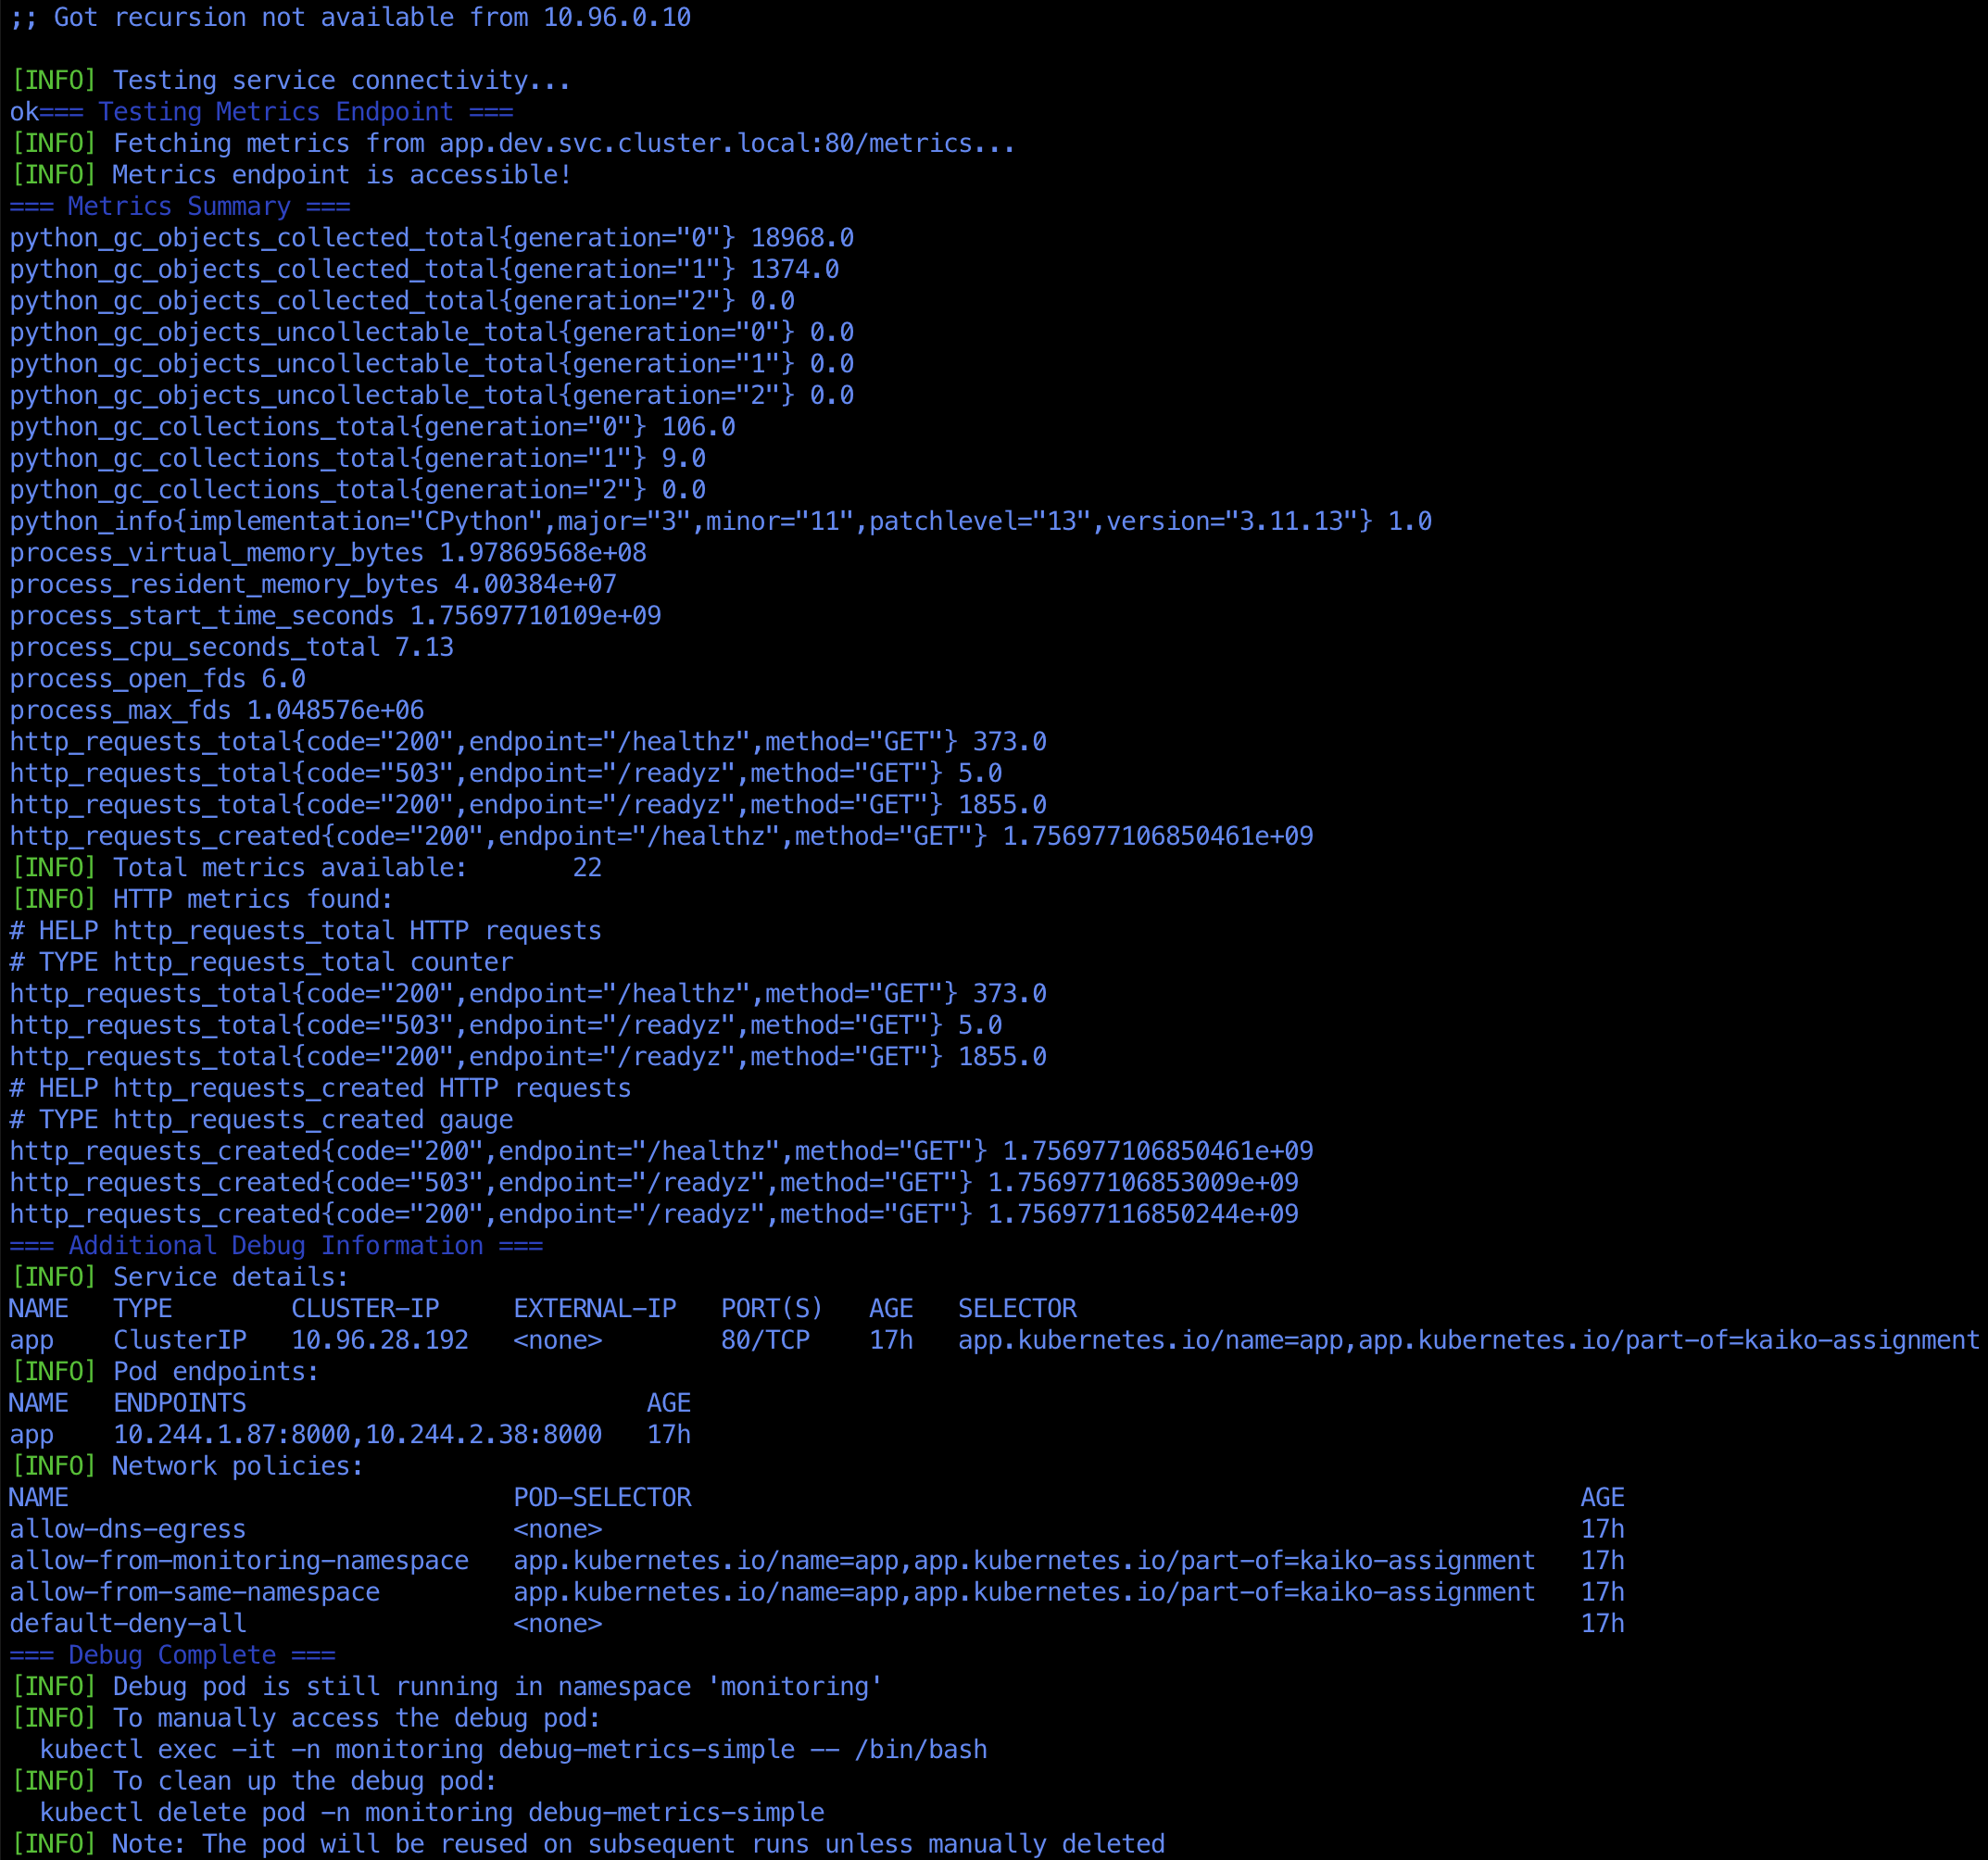 ;; Got recursion not available from 10.96.0.10
[INFO] Testing service connectivity...
ok=== Testing Metrics Endpoint ===
[INFO] Fetching metrics from app.dev.svc.cluster.local:80/metrics...
[INFO] Metrics endpoint is accessible!
=== Metrics Summary ===
python_gc_objects_collected_total{generation="0"} 18968.0
python_gc_objects_collected_total{generation="1"} 1374.0
python_gc_objects_collected_total{generation="2"} 0.0
python_gc_objects_uncollectable_total{generation="0"} 0.0
python_gc_objects_uncollectable_total{generation="1"} 0.0
python_gc_objects_uncollectable_total{generation="2"} 0.0
python_gc_collections_total{generation="0"} 106.0
python_gc_collections_total{generation="1"} 9.0
python_gc_collections_total{generation="2"} 0.0
python_info{implementation="CPython",major="3",minor="11",patchlevel="13",version="3.11.13"} 1.0
process_virtual_memory_bytes 1.97869568e+08
process_resident_memory_bytes 4.00384e+07
process_start_time_seconds 1.75697710109e+09
process_cpu_seconds_total 7.13
process_open_fds 6.0
process_max_fds 1.048576e+06
http_requests_total{code="200",endpoint="/healthz",method="GET"} 373.0
http_requests_total{code="503",endpoint="/readyz",method="GET"} 5.0
http_requests_total{code="200",endpoint="/readyz",method="GET"} 1855.0
http_requests_created{code="200",endpoint="/healthz",method="GET"} 1.756977106850461e+09
[INFO] Total metrics available:       22
[INFO] HTTP metrics found:
# HELP http_requests_total HTTP requests
# TYPE http_requests_total counter
http_requests_total{code="200",endpoint="/healthz",method="GET"} 373.0
http_requests_total{code="503",endpoint="/readyz",method="GET"} 5.0
http_requests_total{code="200",endpoint="/readyz",method="GET"} 1855.0
# HELP http_requests_created HTTP requests
# TYPE http_requests_created gauge
http_requests_created{code="200",endpoint="/healthz",method="GET"} 1.756977106850461e+09
http_requests_created{code="503",endpoint="/readyz",method="GET"} 1.756977106853009e+09
http_requests_created{code="200",endpoint="/readyz",method="GET"} 1.756977116850244e+09
=== Additional Debug Information ===
[INFO] Service details:
NAME   TYPE        CLUSTER-IP     EXTERNAL-IP   PORT(S)   AGE   SELECTOR
app    ClusterIP   10.96.28.192   <none>        80/TCP    17h   app.kubernetes.io/name=app,app.kubernetes.io/part-of=kaiko-assignment
[INFO] Pod endpoints:
NAME   ENDPOINTS                           AGE
app    10.244.1.87:8000,10.244.2.38:8000   17h
[INFO] Network policies:
NAME                              POD-SELECTOR                                                            AGE
allow-dns-egress                  <none>                                                                  17h
allow-from-monitoring-namespace   app.kubernetes.io/name=app,app.kubernetes.io/part-of=kaiko-assignment   17h
allow-from-same-namespace         app.kubernetes.io/name=app,app.kubernetes.io/part-of=kaiko-assignment   17h
default-deny-all                  <none>                                                                  17h
=== Debug Complete ===
[INFO] Debug pod is still running in namespace 'monitoring'
[INFO] To manually access the debug pod:
  kubectl exec -it -n monitoring debug-metrics-simple -- /bin/bash
[INFO] To clean up the debug pod:
  kubectl delete pod -n monitoring debug-metrics-simple
[INFO] Note: The pod will be reused on subsequent runs unless manually deleted